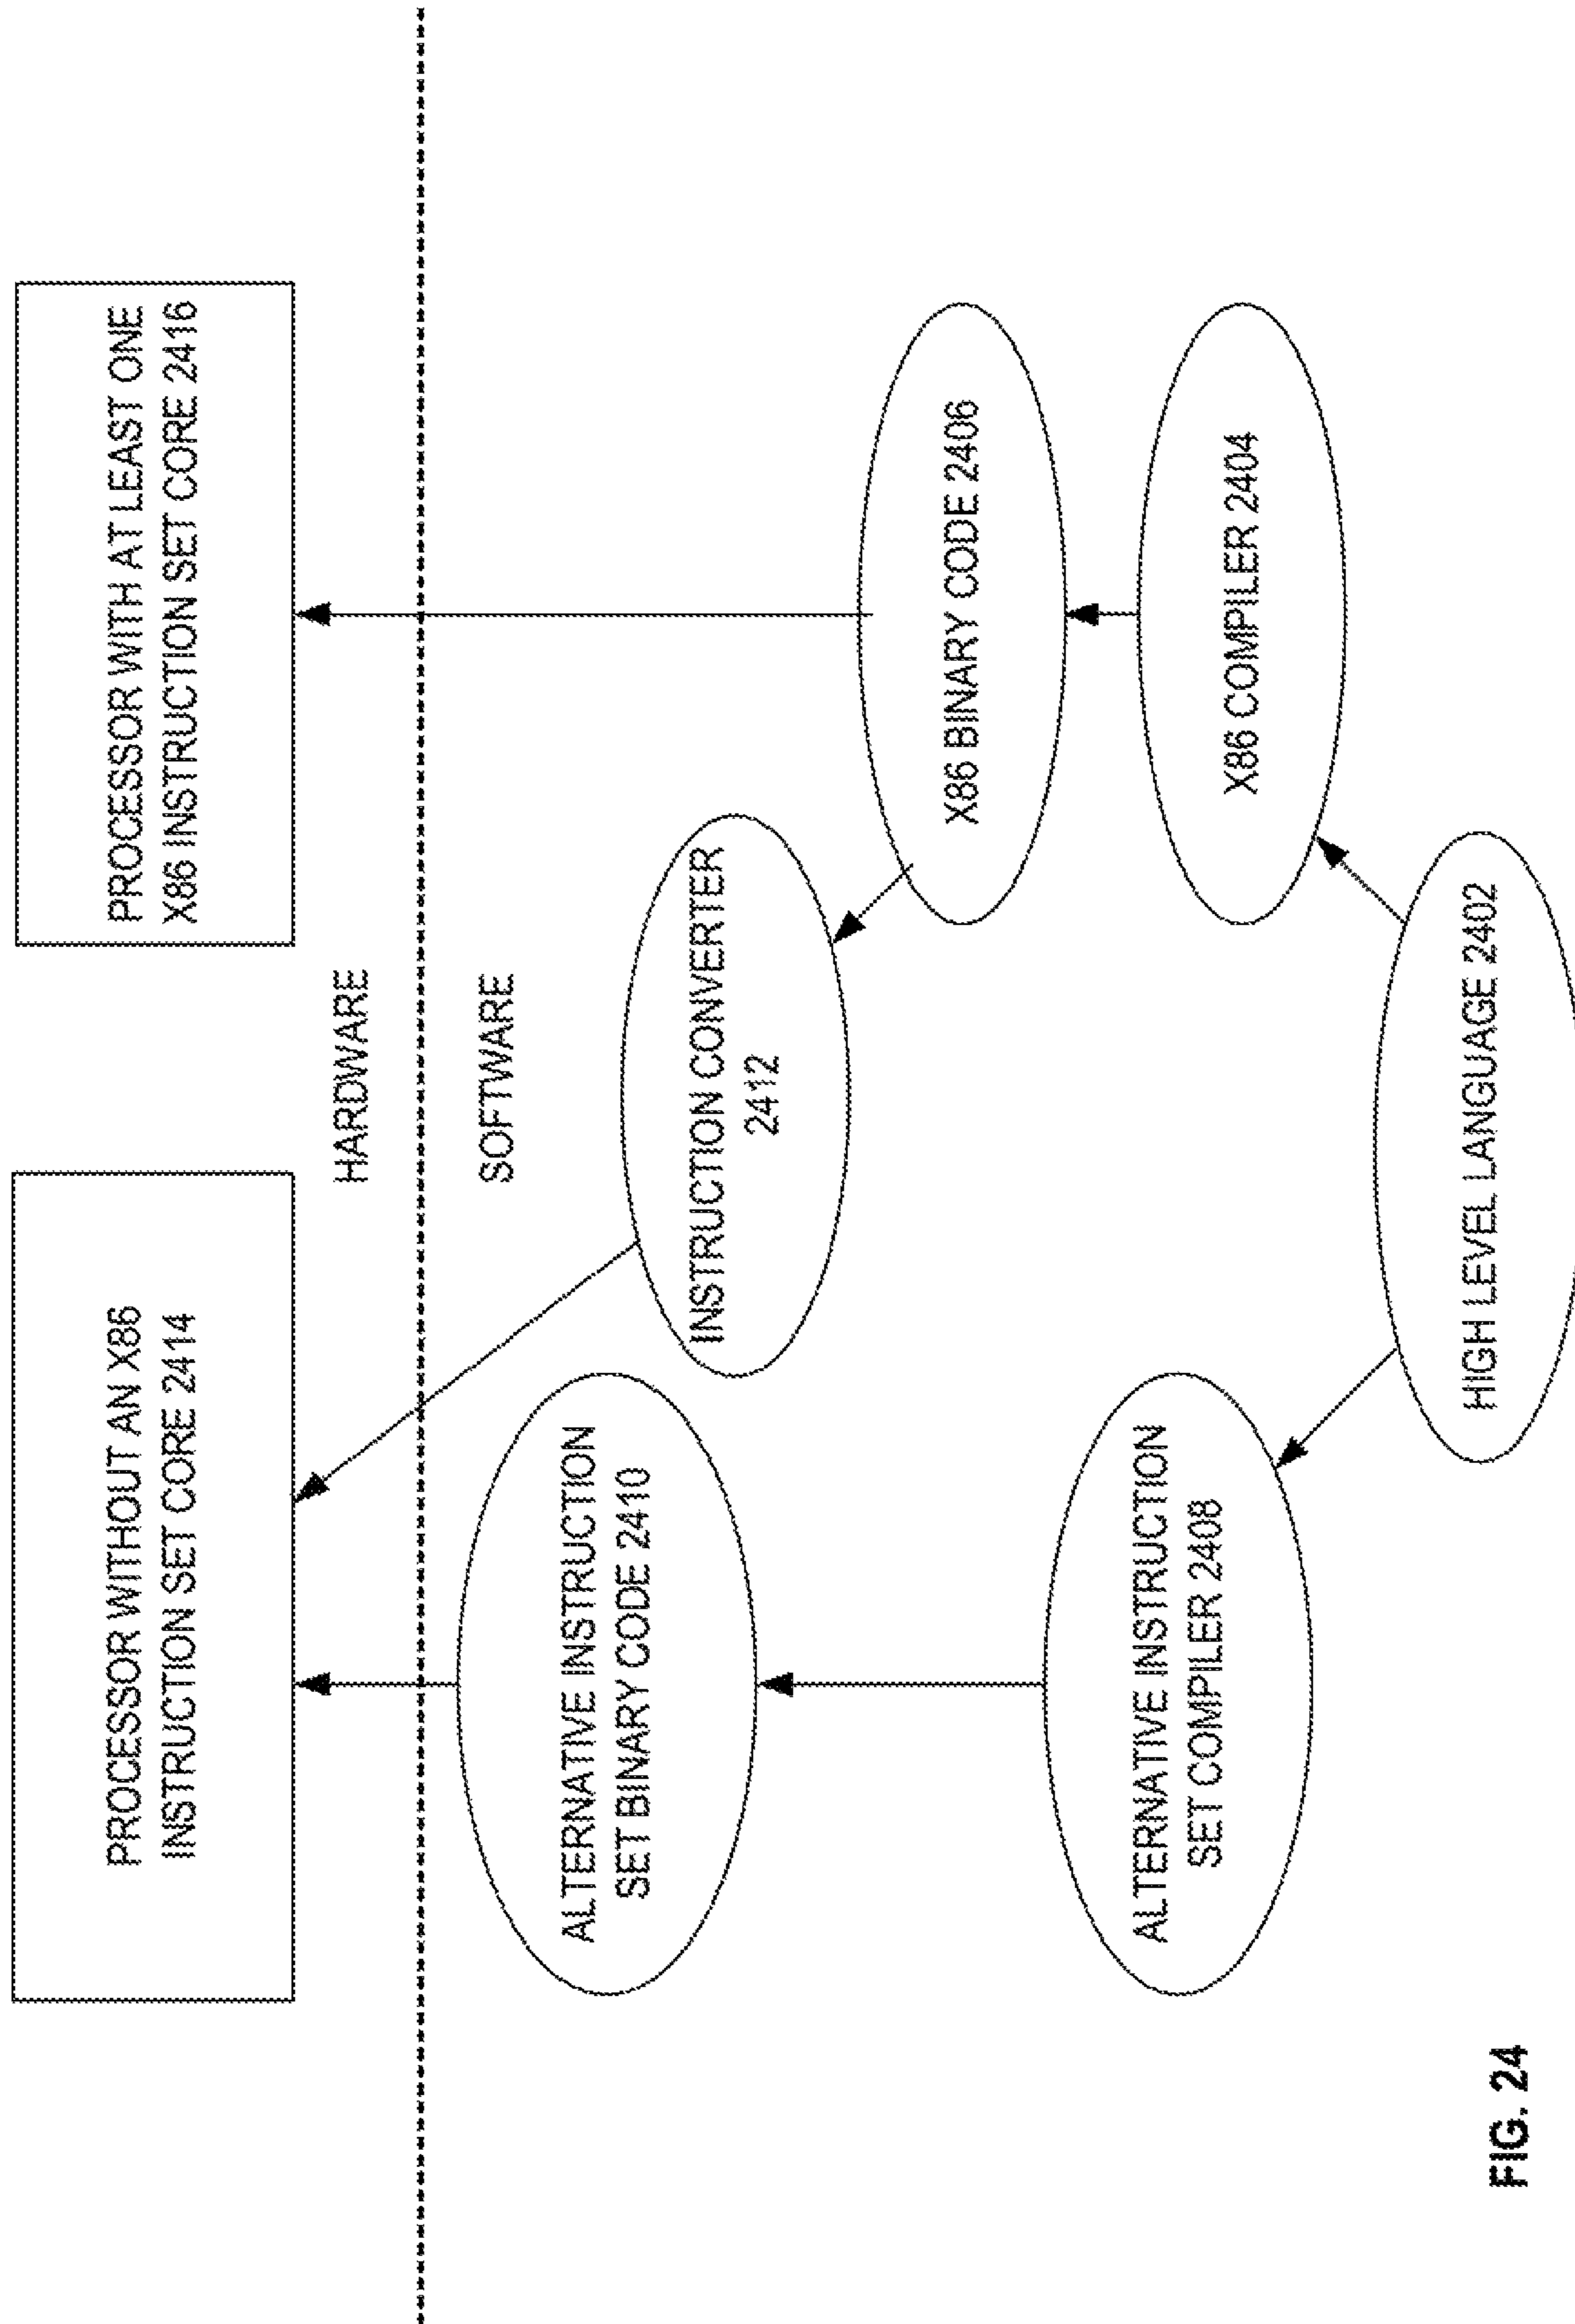 PROCESSOR WITHOUT AN X86
INSTRUCTION SET CORE 2414
PROCESSOR WITH AT LEAST ONE
X86 INSTRUCTION SET CORE 2416
HARDWARE
SOFTWARE
ALTERNATIVE INSTRUCTION
SET BINARY CODE 2410
INSTRUCTION CONVERTER
2412
X86 BINARY CODE 2406
ALTERNATIVE INSTRUCTION
SET COMPILER 2408
X86 COMPILER 2404
HIGH LEVEL LANGUAGE 2402
FIG. 24